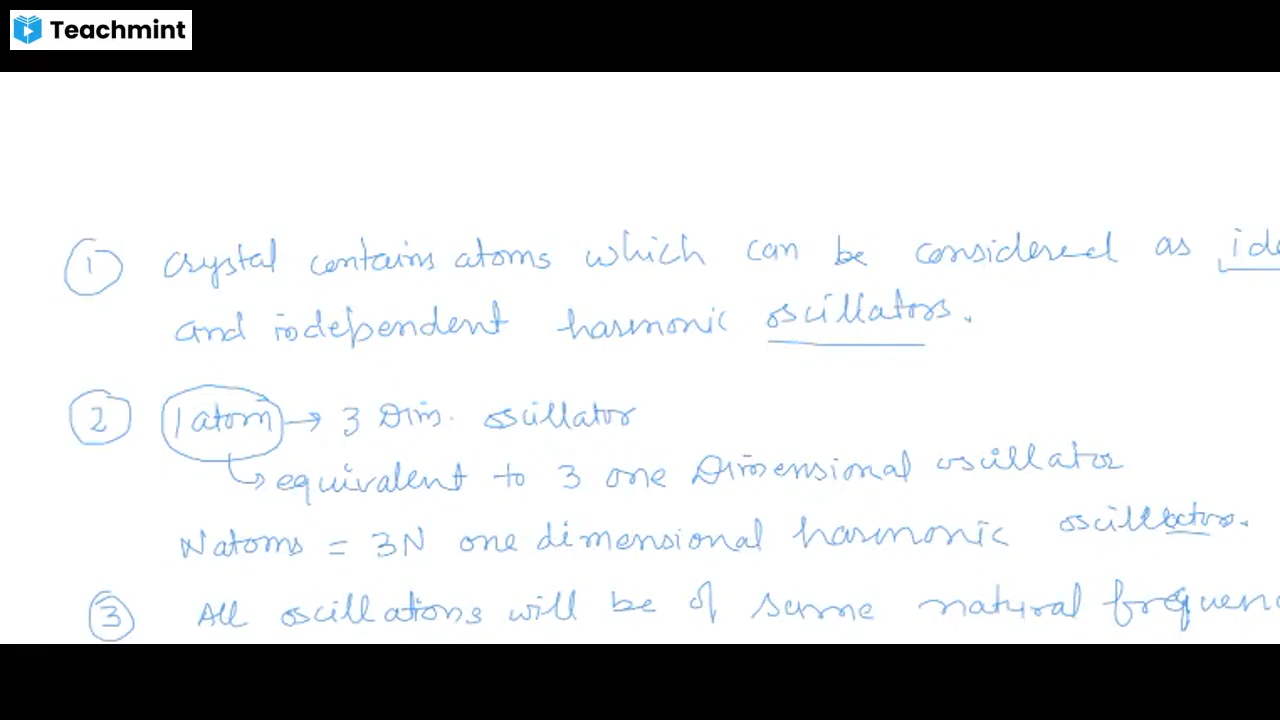 Teachmint
1 crystal contains atoms which can be considered as ide
and independent harmonic oscillators.
2 1 atom → 3 Dim. oscillator
↳ equivalent to 3 one Dimensional oscillator
N atoms = 3N one dimensional harmonic oscillators.
3 All oscillations will be of same natural frequenc